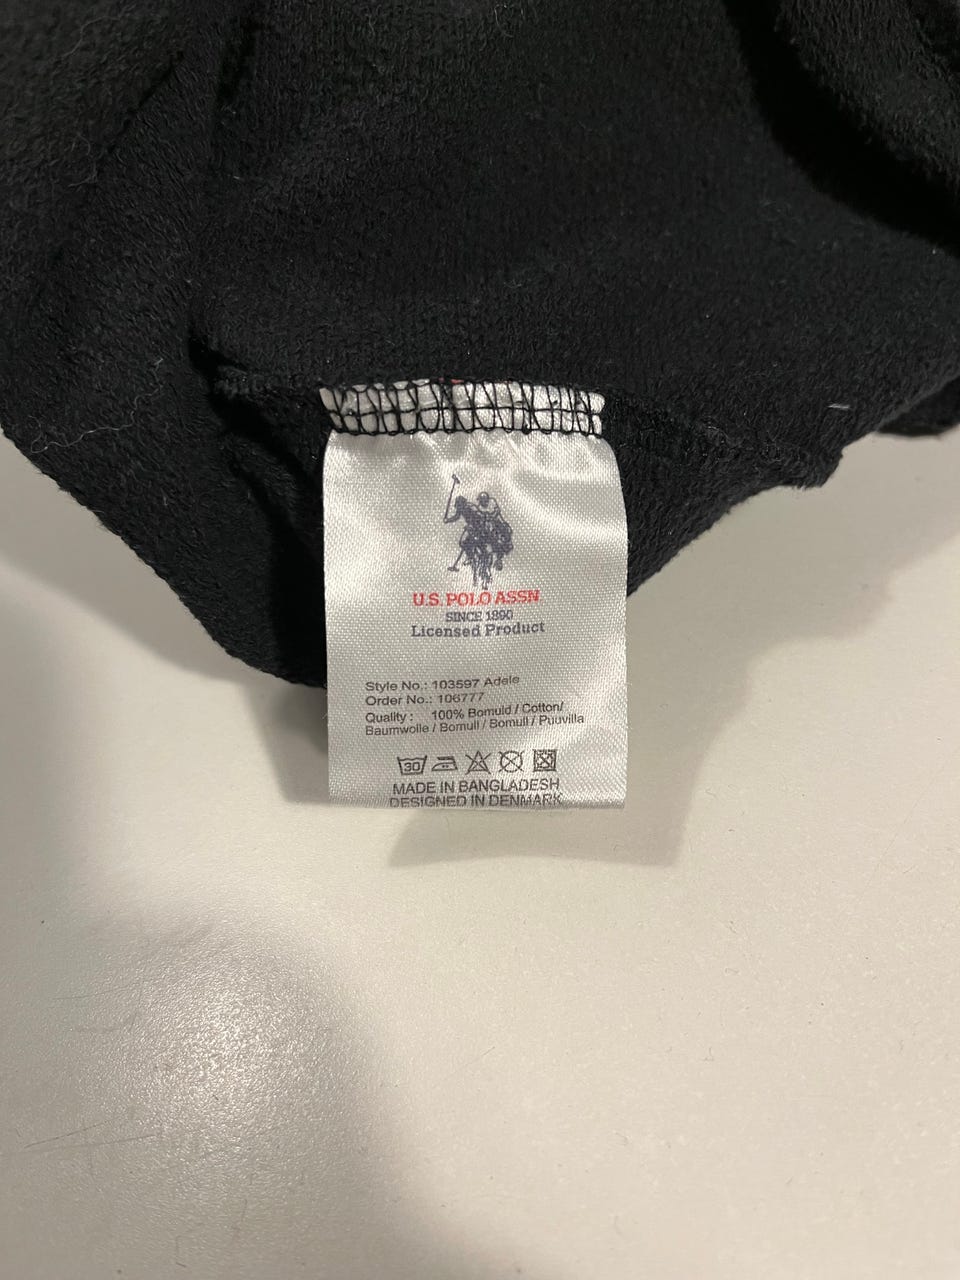 U.S. POLO ASSN
SINCE 1890
Licensed Product
Style No.: 103597 Adele
Order No.: 106777
Quality : 100% Bomuld / Cotton/
Baumwolle / Bomull / Bomull / Puuvilla
30
MADE IN BANGLADESH
DESIGNED IN DENMARK